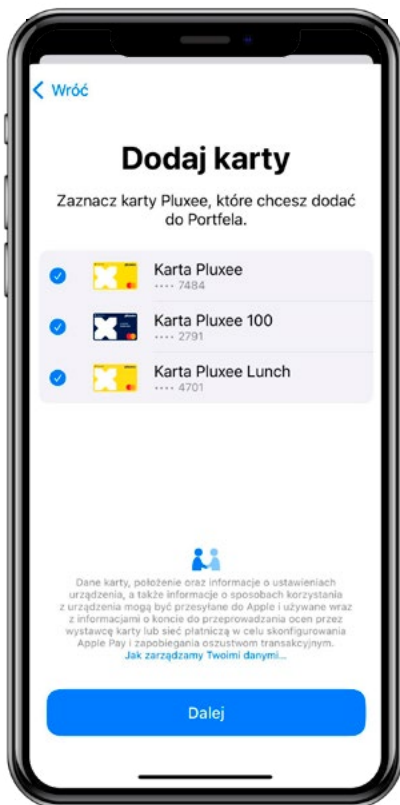 Wróć
Dodaj karty
Zaznacz karty Pluxee, które chcesz dodać
do Portfela.
Karta Pluxee
•••• 7484
Karta Pluxee 100
•••• 2791
Karta Pluxee Lunch
•••• 4701
Dane karty, położenie oraz informacje o ustawieniach
urządzenia, a także informacje o sposobach korzystania
z urządzenia mogą być przesyłane do Apple i używane wraz
z informacjami o koncie do przeprowadzania ocen przez
wystawcę karty lub sieć płatniczą w celu skonfigurowania
Apple Pay i zapobiegania oszustwom transakcyjnym.
Jak zarządzamy Twoimi danymi...
Dalej